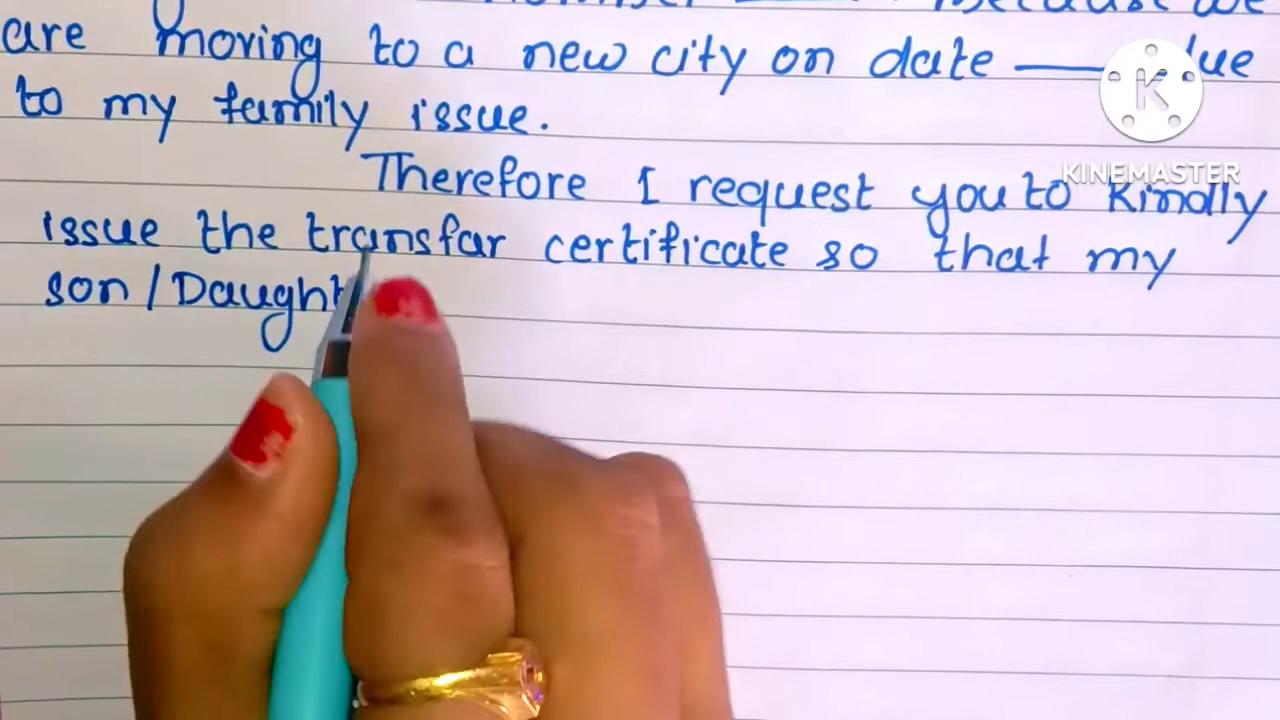 are moving to a new city on date ——— due
to my family issue.
Therefore I request you to kindly
issue the transfar certificate so that my
son / Daught
KINEMASTER